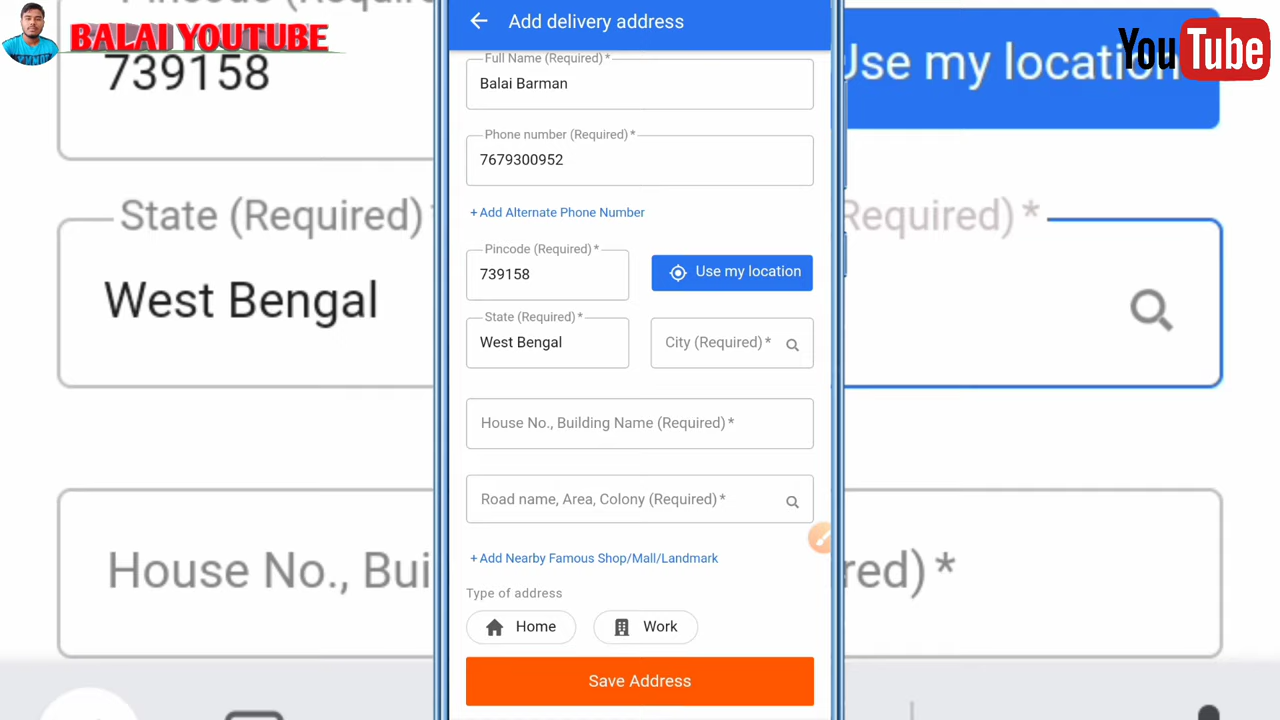 BALAI YOUTUBE
YouTube
Pincode (Required)
739158
Use my location
State (Required) *
Required) *
West Bengal
House No., Bui
red) *
Add delivery address
Full Name (Required) *
Balai Barman
Phone number (Required) *
7679300952
+ Add Alternate Phone Number
Pincode (Required) *
739158
Use my location
State (Required) *
West Bengal
City (Required) *
House No., Building Name (Required) *
Road name, Area, Colony (Required) *
+ Add Nearby Famous Shop/Mall/Landmark
Type of address
Home
Work
Save Address